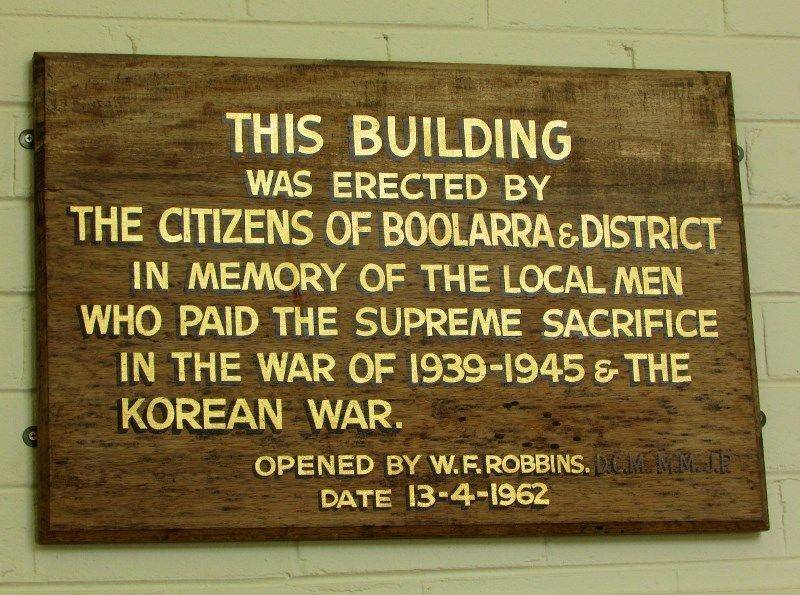 THIS BUILDING
WAS ERECTED BY
THE CITIZENS OF BOOLARRA & DISTRICT
IN MEMORY OF THE LOCAL MEN
WHO PAID THE SUPREME SACRIFICE
IN THE WAR OF 1939-1945 & THE
KOREAN WAR.
OPENED BY W.F. ROBBINS. D.C.M. M.M. J.P.
DATE 13-4-1962